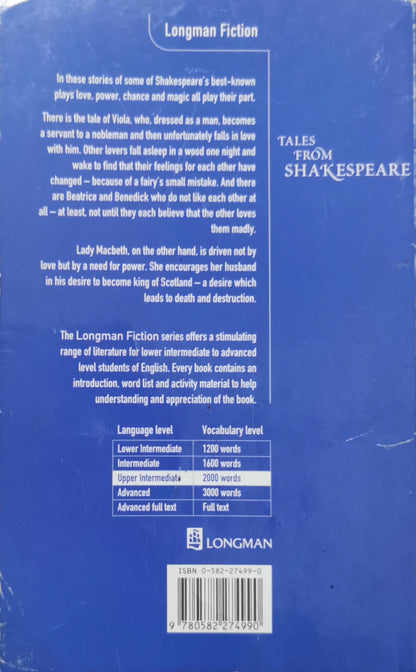 Longman Fiction
In these stories of some of Shakespeare's best-known
plays love, power, chance and magic all play their part.
There is the tale of Viola, who, dressed as a man, becomes
a servant to a nobleman and then unfortunately falls in love
with him. Other lovers fall asleep in a wood one night and
wake to find that their feelings for each other have
changed – because of a fairy's small mistake. And there
are Beatrice and Benedick who do not like each other at
all – at least, not until they each believe that the other loves
them madly.
Lady Macbeth, on the other hand, is driven not by
love but by a need for power. She encourages her husband
in his desire to become king of Scotland – a desire which
leads to death and destruction.
The Longman Fiction series offers a stimulating
range of literature for lower intermediate to advanced
level students of English. Every book contains an
introduction, word list and activity material to help
understanding and appreciation of the book.
TALES
FROM
SHAKESPEARE
Language level Vocabulary level
Lower Intermediate 1200 words
Intermediate 1600 words
Upper Intermediate 2000 words
Advanced 3000 words
Advanced full text Full text
LONGMAN
ISBN 0-582-27499-0
9 780582 274990